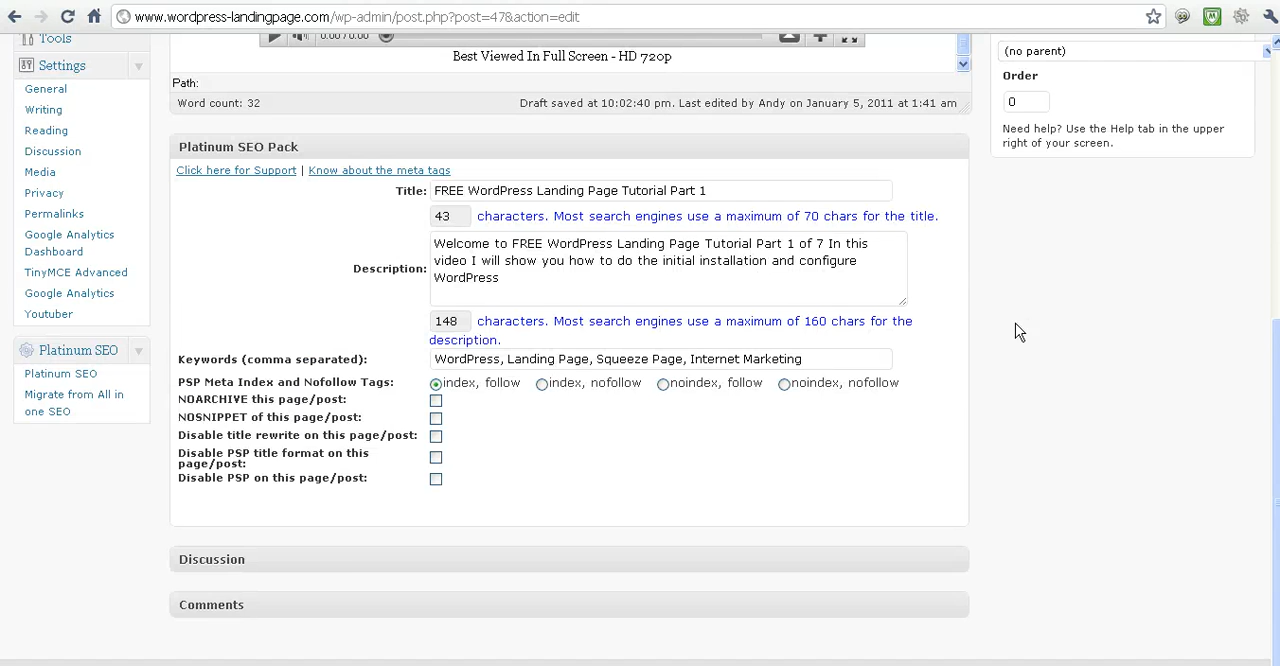 www.wordpress-landingpage.com/wp-admin/post.php?post=47&action=edit
Tools
Settings
General
Writing
Reading
Discussion
Media
Privacy
Permalinks
Google Analytics
Dashboard
TinyMCE Advanced
Google Analytics
Youtuber
Platinum SEO
Platinum SEO
Migrate from All in
one SEO
0:00 / 0:00
Best Viewed In Full Screen - HD 720p
Path:
Word count: 32
Draft saved at 10:02:40 pm. Last edited by Andy on January 5, 2011 at 1:41 am
Platinum SEO Pack
Click here for Support | Know about the meta tags
Title: FREE WordPress Landing Page Tutorial Part 1
43 characters. Most search engines use a maximum of 70 chars for the title.
Description:
Welcome to FREE WordPress Landing Page Tutorial Part 1 of 7 In this
video I will show you how to do the initial installation and configure
WordPress
148 characters. Most search engines use a maximum of 160 chars for the
description.
Keywords (comma separated): WordPress, Landing Page, Squeeze Page, Internet Marketing
PSP Meta Index and Nofollow Tags: index, follow index, nofollow noindex, follow noindex, nofollow
NOARCHIVE this page/post:
NOSNIPPET of this page/post:
Disable title rewrite on this page/post:
Disable PSP title format on this
page/post:
Disable PSP on this page/post:
Discussion
Comments
(no parent)
Order
0
Need help? Use the Help tab in the upper
right of your screen.